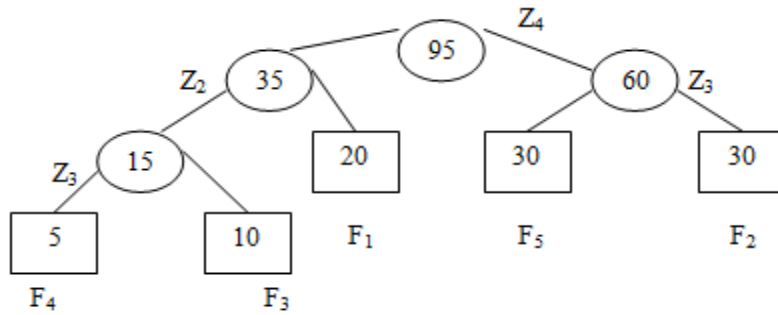 Z₄
95
Z₂ 35 60 Z₃
15 20 30 30
Z₃
5 10 F₁ F₅ F₂
F₄ F₃